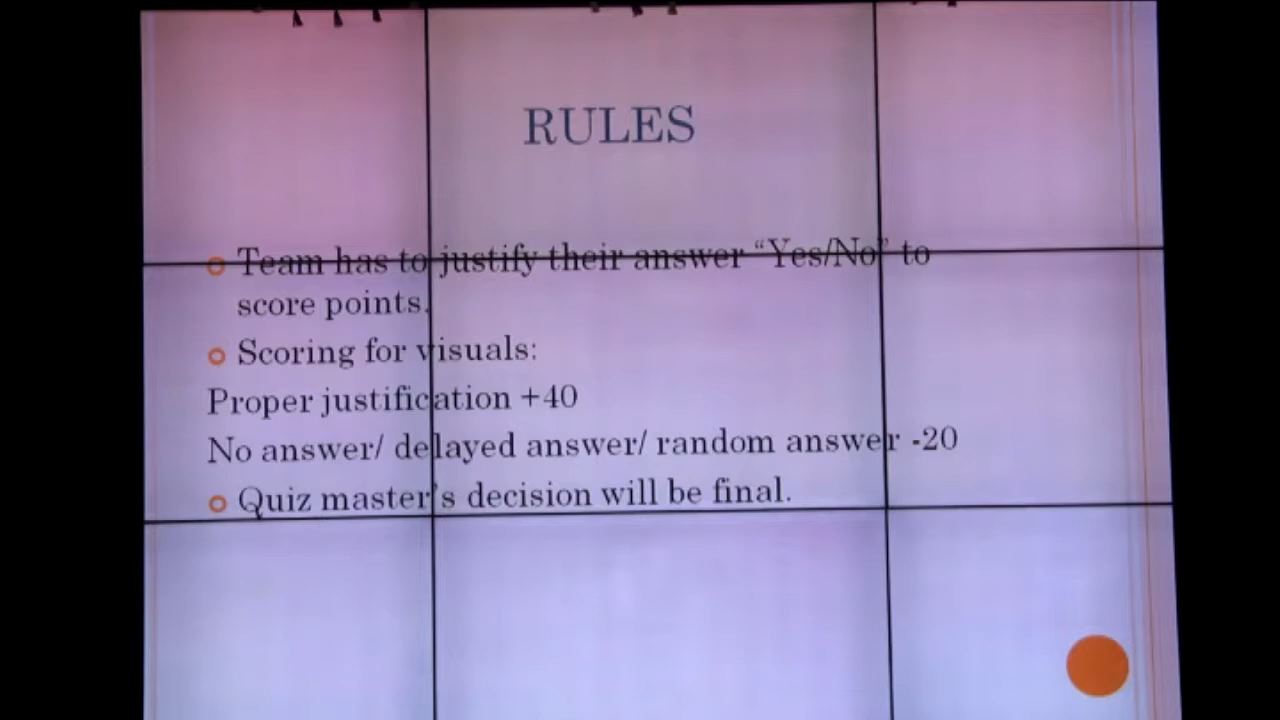 RULES
Team has to justify their answer “Yes/No” to
score points.
Scoring for visuals:
Proper justification +40
No answer/ delayed answer/ random answer -20
Quiz master's decision will be final.